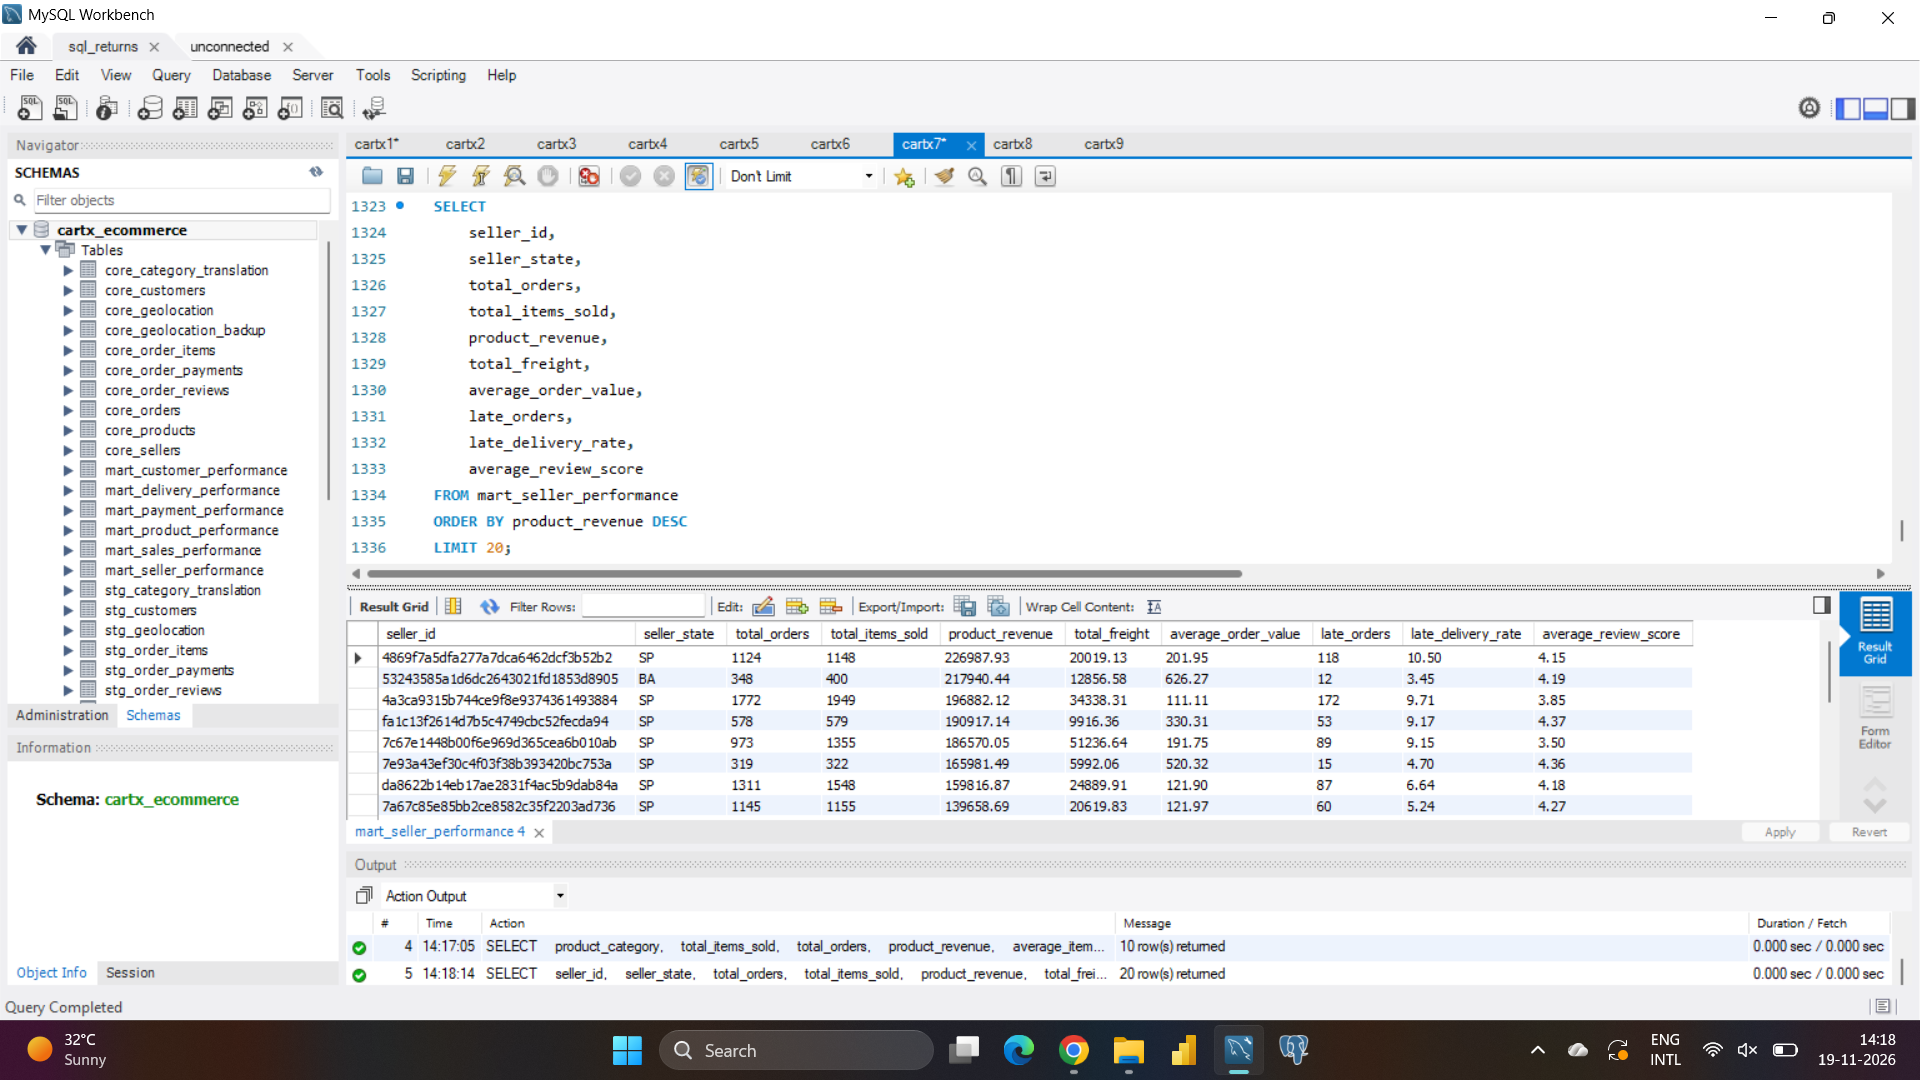 MySQL Workbench
sql_returns
unconnected
File Edit View Query Database Server Tools Scripting Help
Navigator
SCHEMAS
Filter objects
cartx_ecommerce
Tables
core_category_translation
core_customers
core_geolocation
core_geolocation_backup
core_order_items
core_order_payments
core_order_reviews
core_orders
core_products
core_sellers
mart_customer_performance
mart_delivery_performance
mart_payment_performance
mart_product_performance
mart_sales_performance
mart_seller_performance
stg_category_translation
stg_customers
stg_geolocation
stg_order_items
stg_order_payments
stg_order_reviews
Administration Schemas
Information
Schema: cartx_ecommerce
Object Info Session
cartx1* cartx2 cartx3 cartx4 cartx5 cartx6 cartx7* cartx8 cartx9
Don't Limit
1323 SELECT
1324 seller_id,
1325 seller_state,
1326 total_orders,
1327 total_items_sold,
1328 product_revenue,
1329 total_freight,
1330 average_order_value,
1331 late_orders,
1332 late_delivery_rate,
1333 average_review_score
1334 FROM mart_seller_performance
1335 ORDER BY product_revenue DESC
1336 LIMIT 20;
Result Grid Filter Rows: Edit: Export/Import: Wrap Cell Content:
seller_id seller_state total_orders total_items_sold product_revenue total_freight average_order_value late_orders late_delivery_rate average_review_score
4869f7a5dfa277a7dca6462dcf3b52b2 SP 1124 1148 226987.93 20019.13 201.95 118 10.50 4.15
53243585a1d6dc2643021fd1853d8905 BA 348 400 217940.44 12856.58 626.27 12 3.45 4.19
4a3ca9315b744ce9f8e9374361493884 SP 1772 1949 196882.12 34338.31 111.11 172 9.71 3.85
fa1c13f2614d7b5c4749cbc52fecda94 SP 578 579 190917.14 9916.36 330.31 53 9.17 4.37
7c67e1448b00f6e969d365cea6b010ab SP 973 1355 186570.05 51236.64 191.75 89 9.15 3.50
7e93a43ef30c4f03f38b393420bc753a SP 319 322 165981.49 5992.06 520.32 15 4.70 4.36
da8622b14eb17ae2831f4ac5b9dab84a SP 1311 1548 159816.87 24889.91 121.90 87 6.64 4.18
7a67c85e85bb2ce8582c35f2203ad736 SP 1145 1155 139658.69 20619.83 121.97 60 5.24 4.27
Result
Grid
Form
Editor
mart_seller_performance 4
Apply Revert
Output
Action Output
# Time Action Message Duration / Fetch
4 14:17:05 SELECT product_category, total_items_sold, total_orders, product_revenue, average_item... 10 row(s) returned 0.000 sec / 0.000 sec
5 14:18:14 SELECT seller_id, seller_state, total_orders, total_items_sold, product_revenue, total_frei... 20 row(s) returned 0.000 sec / 0.000 sec
Query Completed
32°C
Sunny
Search
ENG
INTL
14:18
19-11-2026